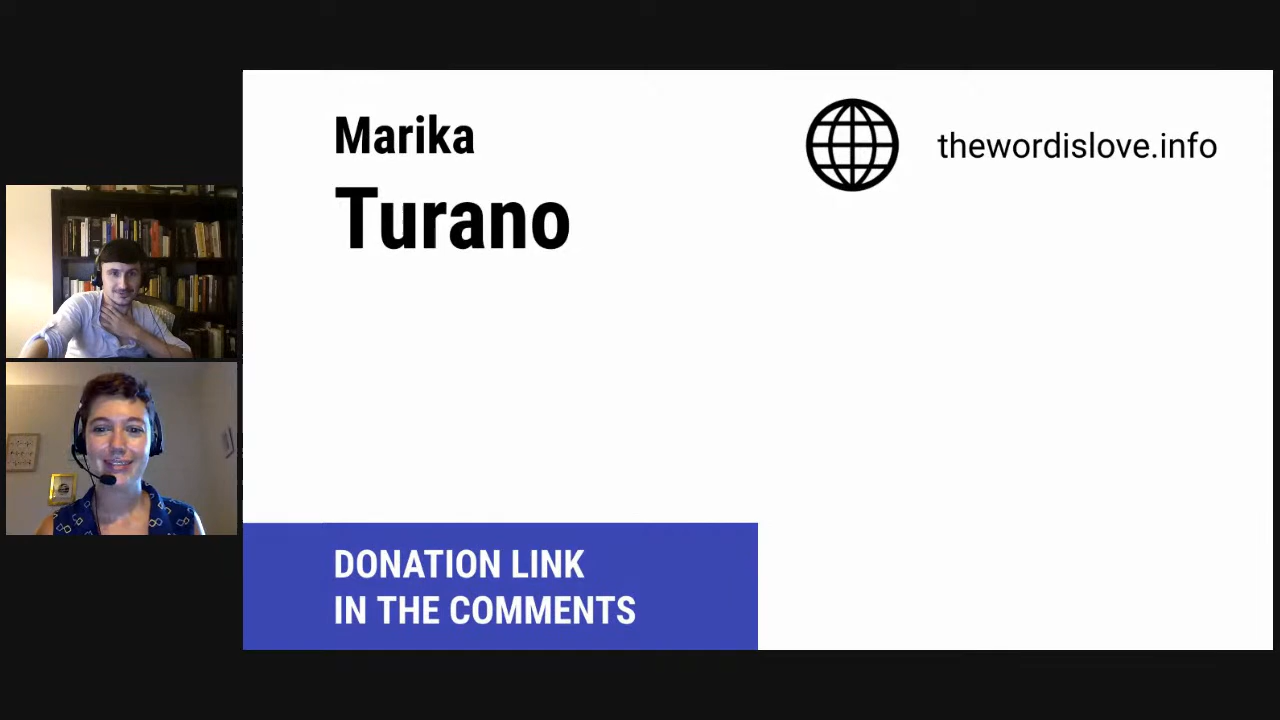 Marika
Turano
thewordislove.info
DONATION LINK
IN THE COMMENTS